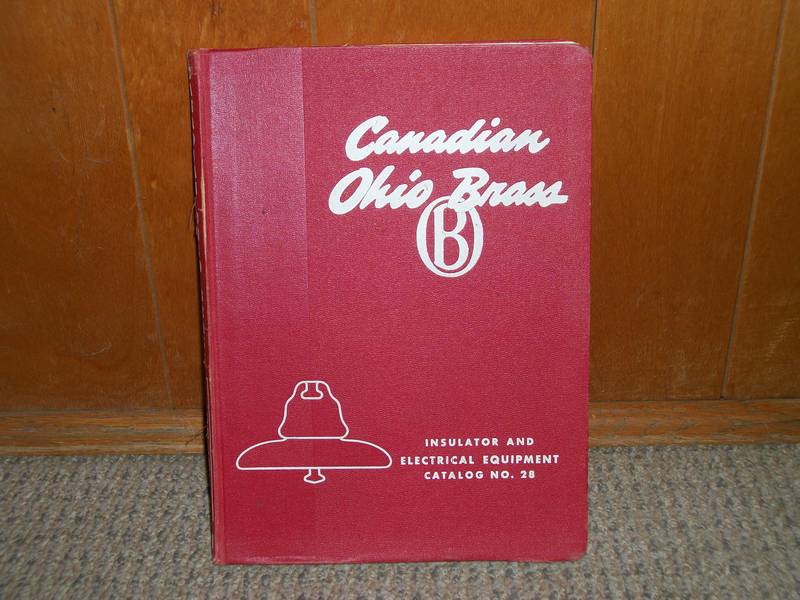 Canadian
Ohio Brass
OB
INSULATOR AND
ELECTRICAL EQUIPMENT
CATALOG NO. 28